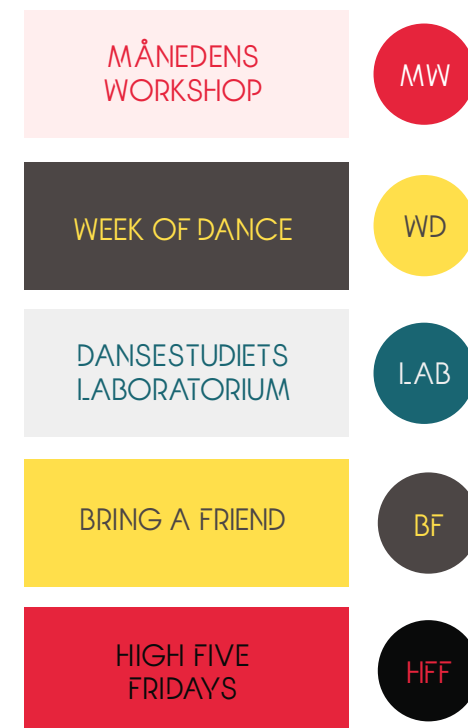 MÅNEDENS
WORKSHOP
MW
WEEK OF DANCE
WD
DANSESTUDIETS
LABORATORIUM
LAB
BRING A FRIEND
BF
HIGH FIVE
FRIDAYS
HFF